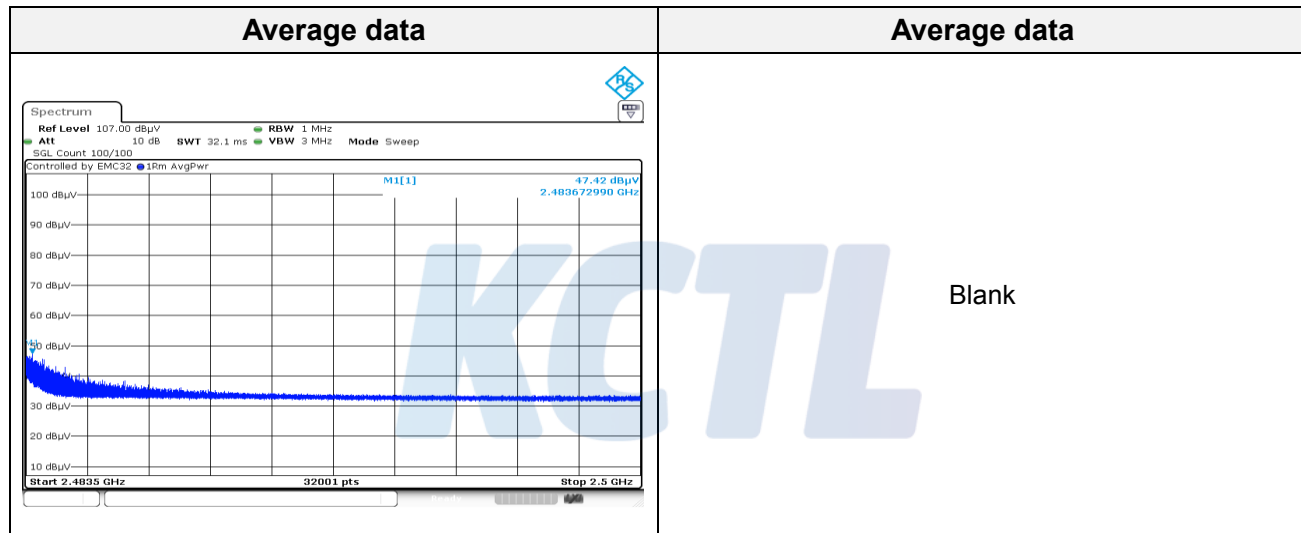 Average data
Average data
R&S
Spectrum
Ref Level 107.00 dBµV
RBW 1 MHz
Att 10 dB SWT 32.1 ms VBW 3 MHz Mode Sweep
SGL Count 100/100
Controlled by EMC32 1Rm AvgPwr
M1[1] 47.42 dBµV
2.483672990 GHz
100 dBµV
90 dBµV
80 dBµV
70 dBµV
60 dBµV
50 dBµV
30 dBµV
20 dBµV
10 dBµV
Start 2.4835 GHz 32001 pts Stop 2.5 GHz
Ready
Blank
KCTL